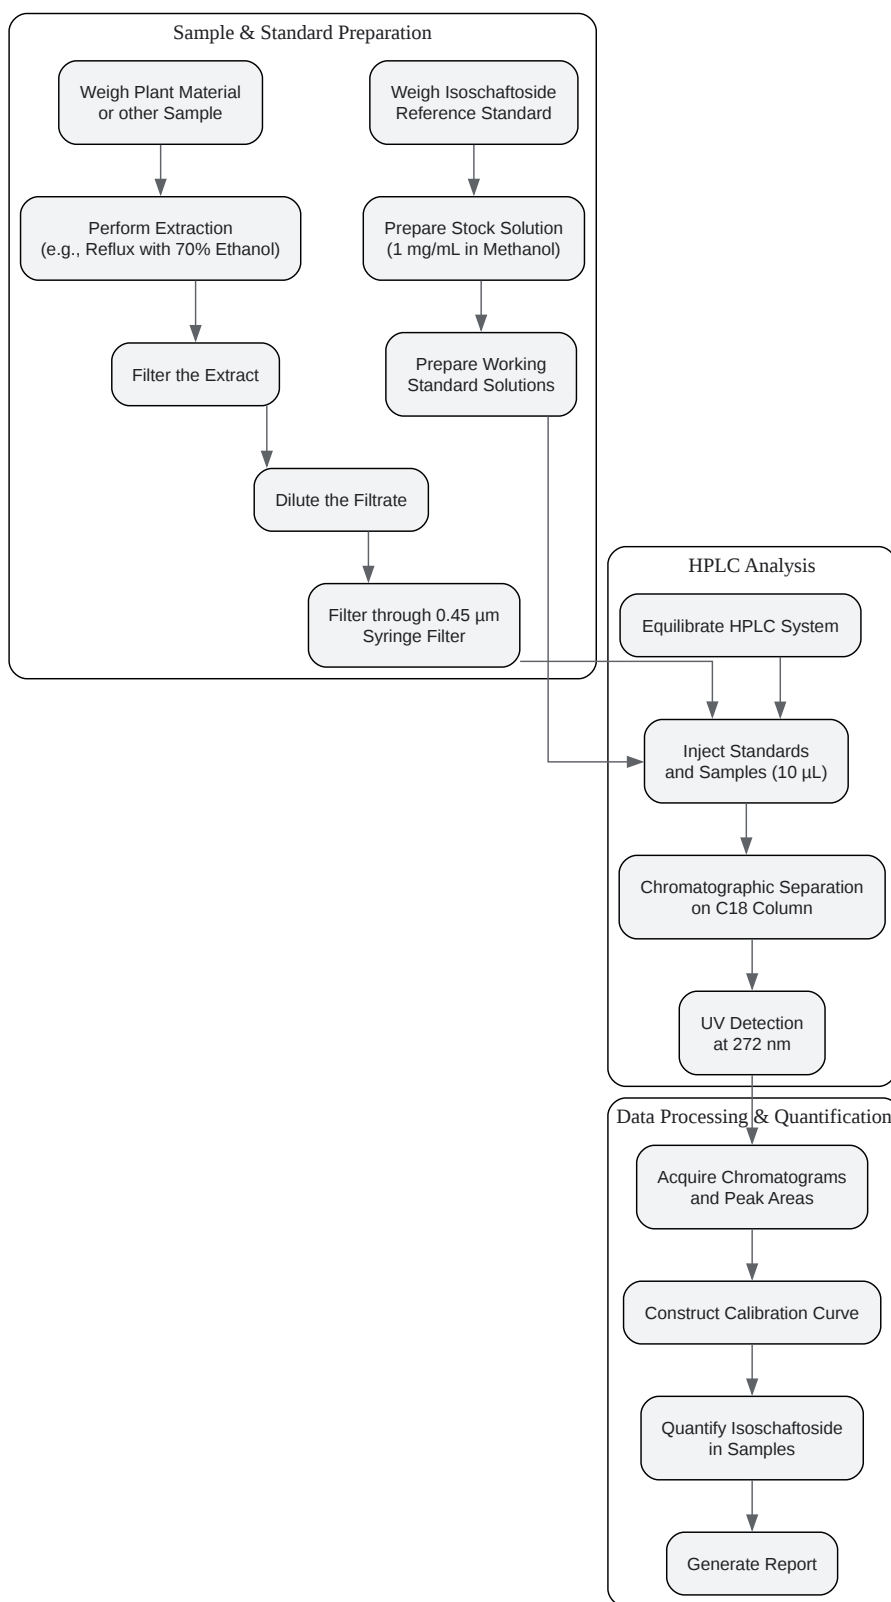 Sample & Standard Preparation
Weigh Plant Material
or other Sample
Weigh Isoschaftoside
Reference Standard
Perform Extraction
(e.g., Reflux with 70% Ethanol)
Prepare Stock Solution
(1 mg/mL in Methanol)
Filter the Extract
Prepare Working
Standard Solutions
Dilute the Filtrate
Filter through 0.45 µm
Syringe Filter
HPLC Analysis
Equilibrate HPLC System
Inject Standards
and Samples (10 µL)
Chromatographic Separation
on C18 Column
UV Detection
at 272 nm
Data Processing & Quantification
Acquire Chromatograms
and Peak Areas
Construct Calibration Curve
Quantify Isoschaftoside
in Samples
Generate Report